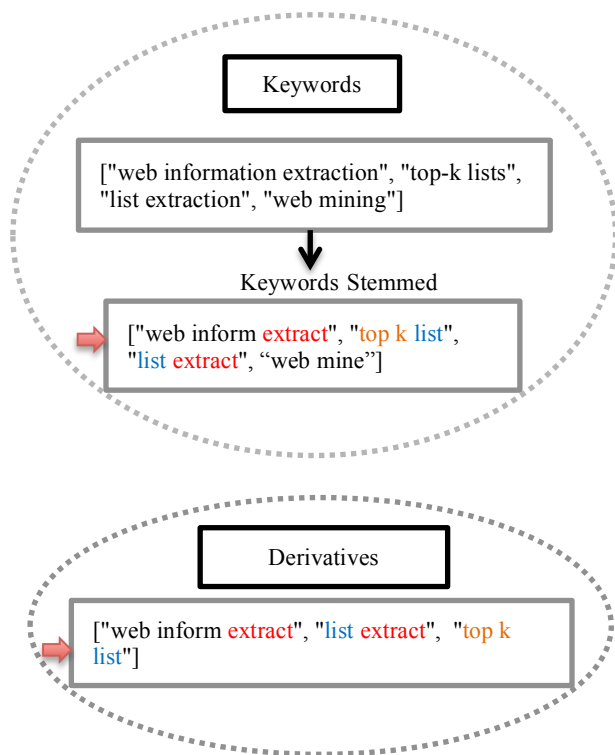 Keywords
["web information extraction", "top-k lists",
"list extraction", "web mining"]
Keywords Stemmed
["web inform extract", "top k list",
"list extract", “web mine”]
Derivatives
["web inform extract", "list extract", "top k
list"]